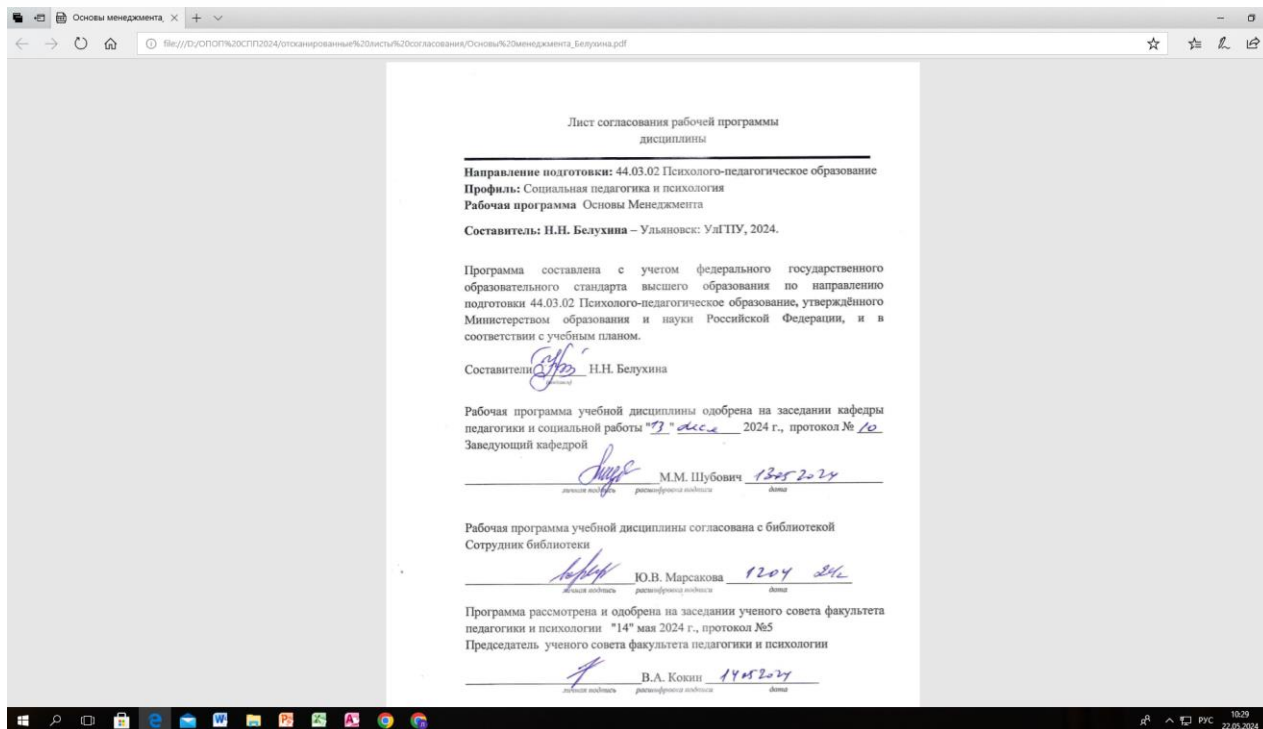 Основы менеджмента_
file:///D:/ОПОП%20СПП2024/отсканированные%20листы%20согласования/Основы%20менеджмента_Белухина.pdf
Лист согласования рабочей программы
дисциплины
Направление подготовки: 44.03.02 Психолого-педагогическое образование
Профиль: Социальная педагогика и психология
Рабочая программа Основы Менеджмента
Составитель: Н.Н. Белухина – Ульяновск: УлГПУ, 2024.
Программа составлена с учетом федерального государственного
образовательного стандарта высшего образования по направлению
подготовки 44.03.02 Психолого-педагогическое образование, утверждённого
Министерством образования и науки Российской Федерации, и в
соответствии с учебным планом.
Составители Н.Н. Белухина
Рабочая программа учебной дисциплины одобрена на заседании кафедры
педагогики и социальной работы "13" мая 2024 г., протокол № 10
Заведующий кафедрой
М.М. Шубович 13 05 2024
личная подпись расшифровка подписи дата
Рабочая программа учебной дисциплины согласована с библиотекой
Сотрудник библиотеки
Ю.В. Марсакова 1204 24г
личная подпись расшифровка подписи дата
Программа рассмотрена и одобрена на заседании ученого совета факультета
педагогики и психологии "14" мая 2024 г., протокол №5
Председатель ученого совета факультета педагогики и психологии
В.А. Кокин 14 05 2024
личная подпись расшифровка подписи дата
РУС
10:29
22.05.2024